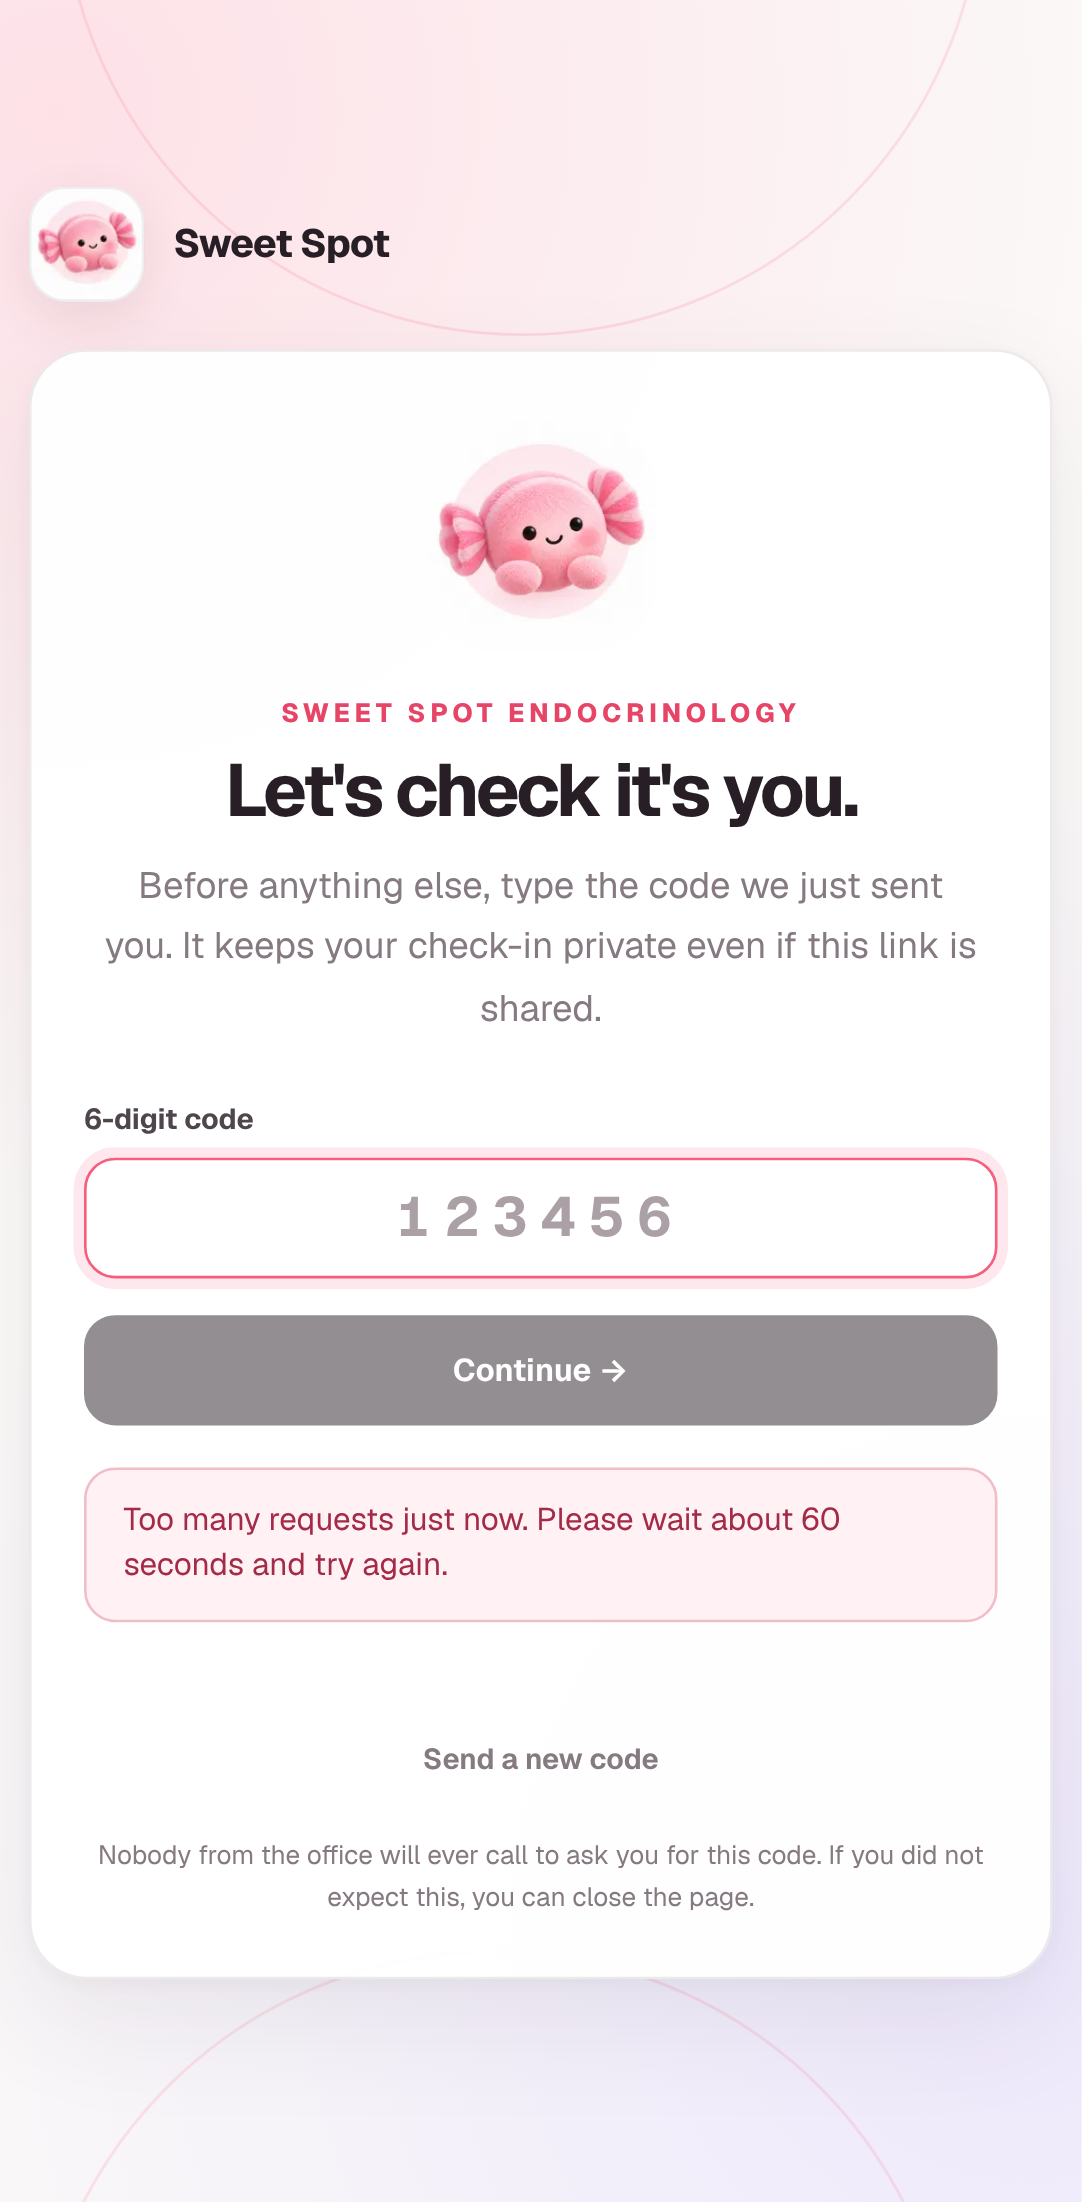 Sweet Spot
SWEET SPOT ENDOCRINOLOGY
Let's check it's you.
Before anything else, type the code we just sent
you. It keeps your check-in private even if this link is
shared.
6-digit code
123456
Continue →
Too many requests just now. Please wait about 60
seconds and try again.
Send a new code
Nobody from the office will ever call to ask you for this code. If you did not
expect this, you can close the page.